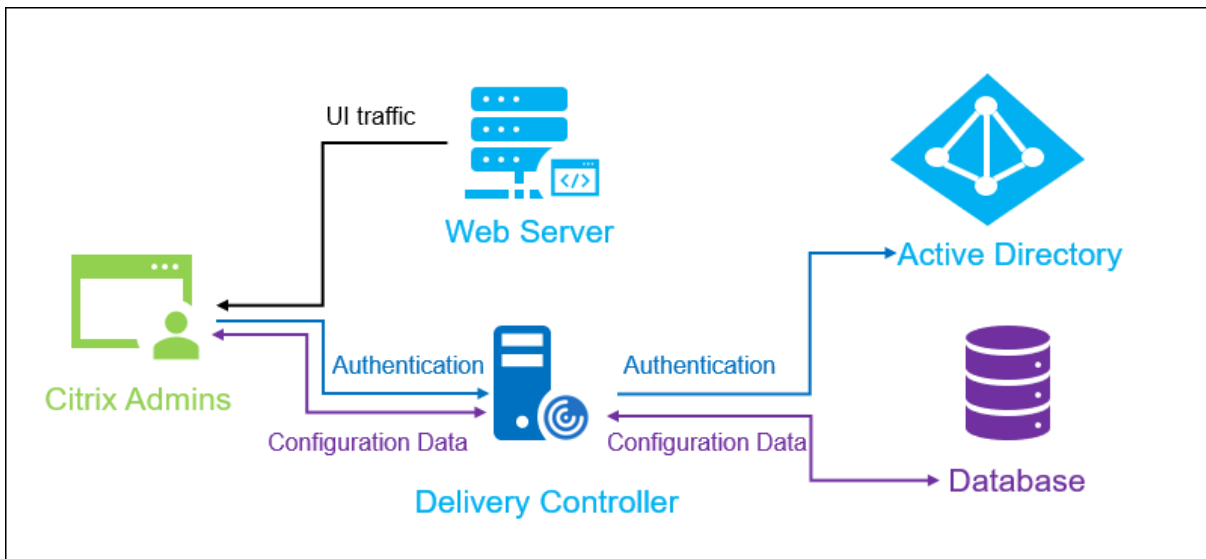 UI traffic
</>
Web Server
Active Directory
Authentication
Authentication
Citrix Admins
Configuration Data
Configuration Data
Database
Delivery Controller